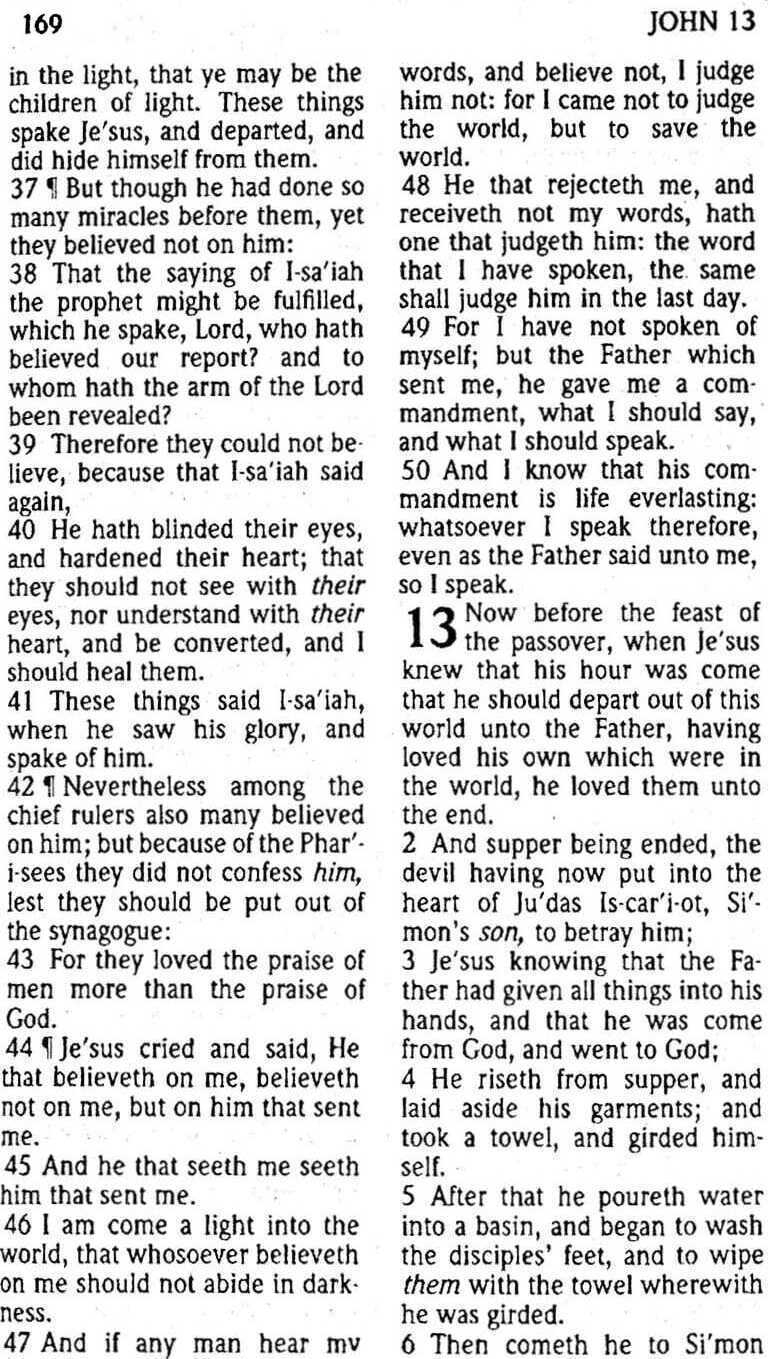 169
JOHN 13
in the light, that ye may be the
children of light. These things
spake Je′sus, and departed, and
did hide himself from them.
37 ¶ But though he had done so
many miracles before them, yet
they believed not on him:
38 That the saying of I-sa′iah
the prophet might be fulfilled,
which he spake, Lord, who hath
believed our report? and to
whom hath the arm of the Lord
been revealed?
39 Therefore they could not be-
lieve, because that I-sa′iah said
again,
40 He hath blinded their eyes,
and hardened their heart; that
they should not see with their
eyes, nor understand with their
heart, and be converted, and I
should heal them.
41 These things said I-sa′iah,
when he saw his glory, and
spake of him.
42 ¶ Nevertheless among the
chief rulers also many believed
on him; but because of the Phar′-
i-sees they did not confess him,
lest they should be put out of
the synagogue:
43 For they loved the praise of
men more than the praise of
God.
44 ¶ Je′sus cried and said, He
that believeth on me, believeth
not on me, but on him that sent
me.
45 And he that seeth me seeth
him that sent me.
46 I am come a light into the
world, that whosoever believeth
on me should not abide in dark-
ness.
47 And if any man hear my
words, and believe not, I judge
him not: for I came not to judge
the world, but to save the
world.
48 He that rejecteth me, and
receiveth not my words, hath
one that judgeth him: the word
that I have spoken, the same
shall judge him in the last day.
49 For I have not spoken of
myself; but the Father which
sent me, he gave me a com-
mandment, what I should say,
and what I should speak.
50 And I know that his com-
mandment is life everlasting:
whatsoever I speak therefore,
even as the Father said unto me,
so I speak.
13 Now before the feast of
the passover, when Je′sus
knew that his hour was come
that he should depart out of this
world unto the Father, having
loved his own which were in
the world, he loved them unto
the end.
2 And supper being ended, the
devil having now put into the
heart of Ju′das Is-car′i-ot, Si′-
mon's son, to betray him;
3 Je′sus knowing that the Fa-
ther had given all things into his
hands, and that he was come
from God, and went to God;
4 He riseth from supper, and
laid aside his garments; and
took a towel, and girded him-
self.
5 After that he poureth water
into a basin, and began to wash
the disciples' feet, and to wipe
them with the towel wherewith
he was girded.
6 Then cometh he to Si′mon